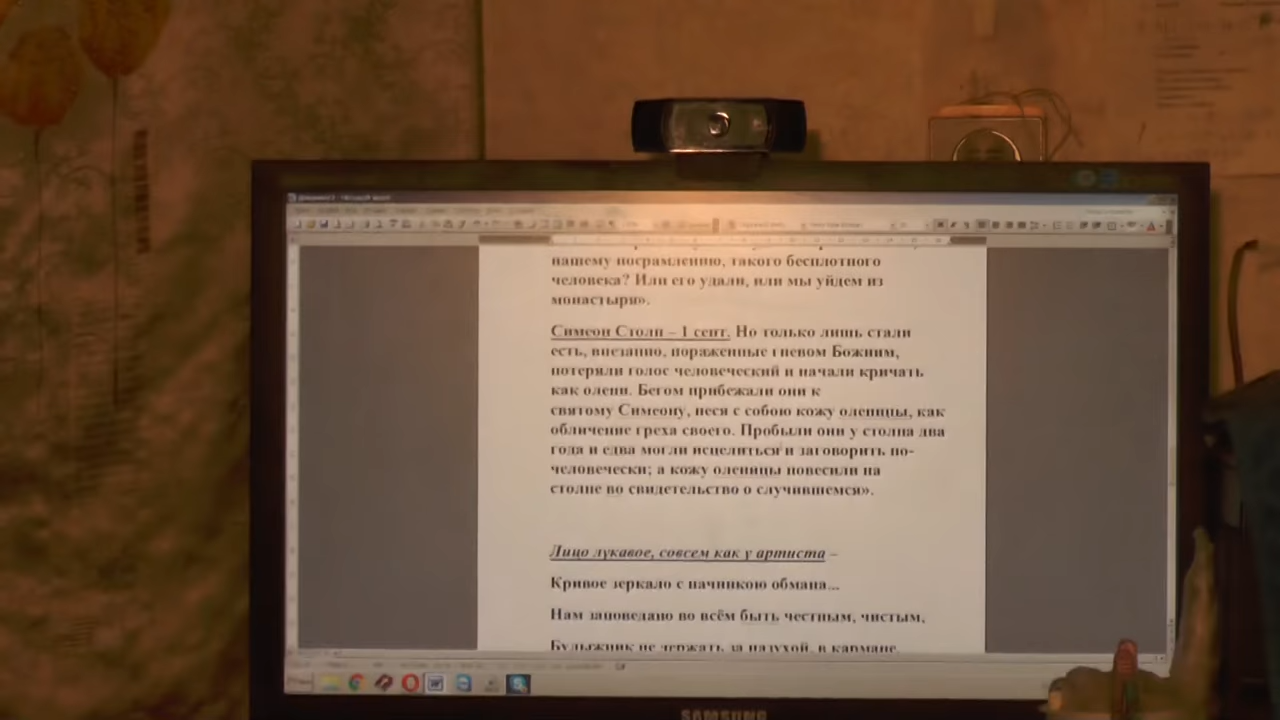 нашему посрамлению, такого бесплотного
человека? Или его удали, или мы уйдем из
монастыря».
Симеон Столп – 1 сент. Но только лишь стали
есть, внезапно, пораженные гневом Божиим,
потеряли голос человеческий и начали кричать
как олени. Бегом прибежали они к
святому Симеону, неся с собою кожу оленицы, как
обличение греха своего. Пробыли они у столпа два
года и едва могли исцелиться и заговорить по-
человечески; а кожу оленицы повесили на
столпе во свидетельство о случившемся».
Лицо лукавое, совсем как у артиста –
Кривое зеркало с начинкою обмана...
Нам заповедано во всём быть честным, чистым,
Булыжник не держать за пазухой, в кармане.
SAMSUNG